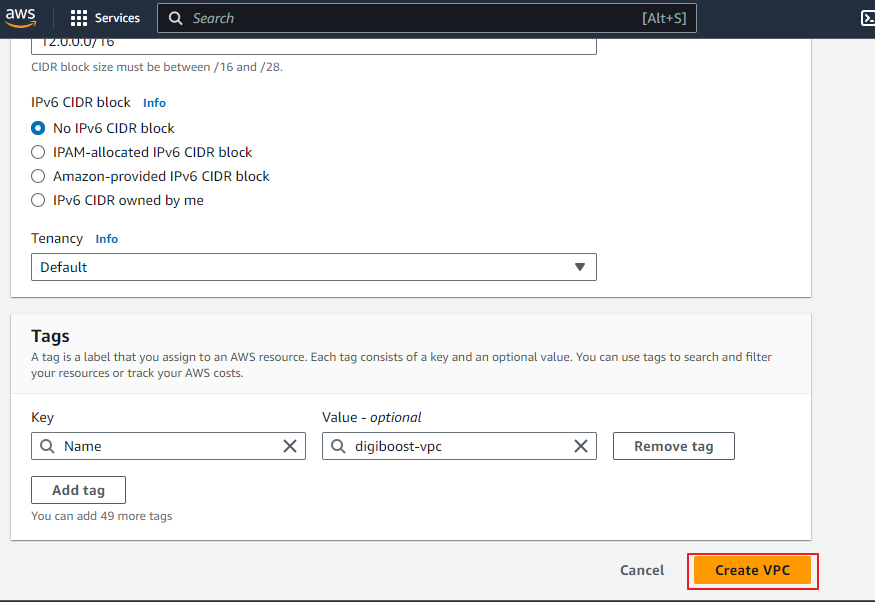 aws
Services
Search
[Alt+S]
12.0.0.0/16
CIDR block size must be between /16 and /28.
IPv6 CIDR block Info
No IPv6 CIDR block
IPAM-allocated IPv6 CIDR block
Amazon-provided IPv6 CIDR block
IPv6 CIDR owned by me
Tenancy Info
Default
Tags
A tag is a label that you assign to an AWS resource. Each tag consists of a key and an optional value. You can use tags to search and filter
your resources or track your AWS costs.
Key
Value - optional
Name
digiboost-vpc
Remove tag
Add tag
You can add 49 more tags
Cancel
Create VPC